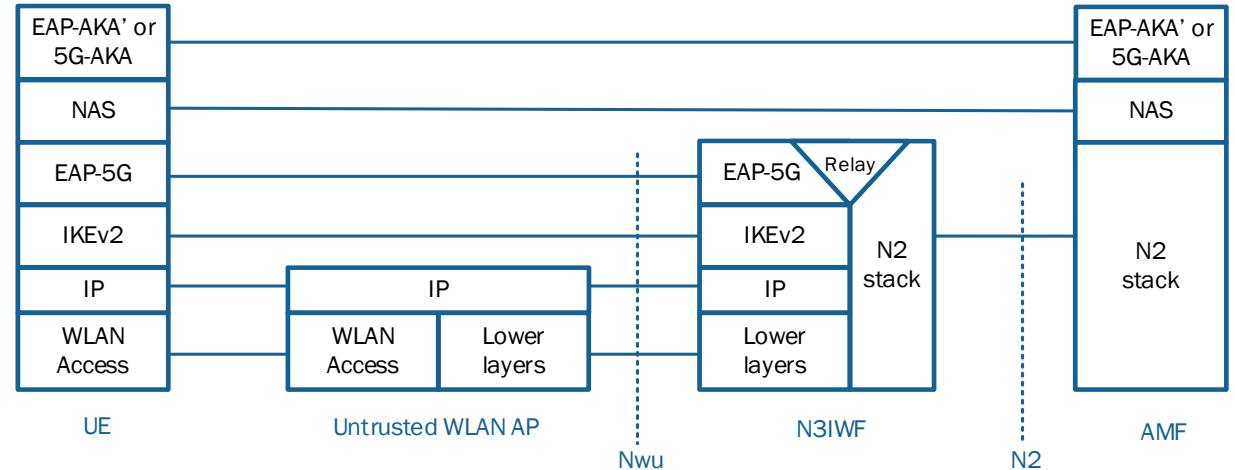 EAP-AKA’ or
5G-AKA
NAS
EAP-5G
IKEv2
IP
WLAN
Access
UE
IP
WLAN
Access
Lower
layers
Untrusted WLAN AP
Nwu
EAP-5G
Relay
IKEv2
IP
Lower
layers
N2
stack
N3IWF
N2
EAP-AKA’ or
5G-AKA
NAS
N2
stack
AMF